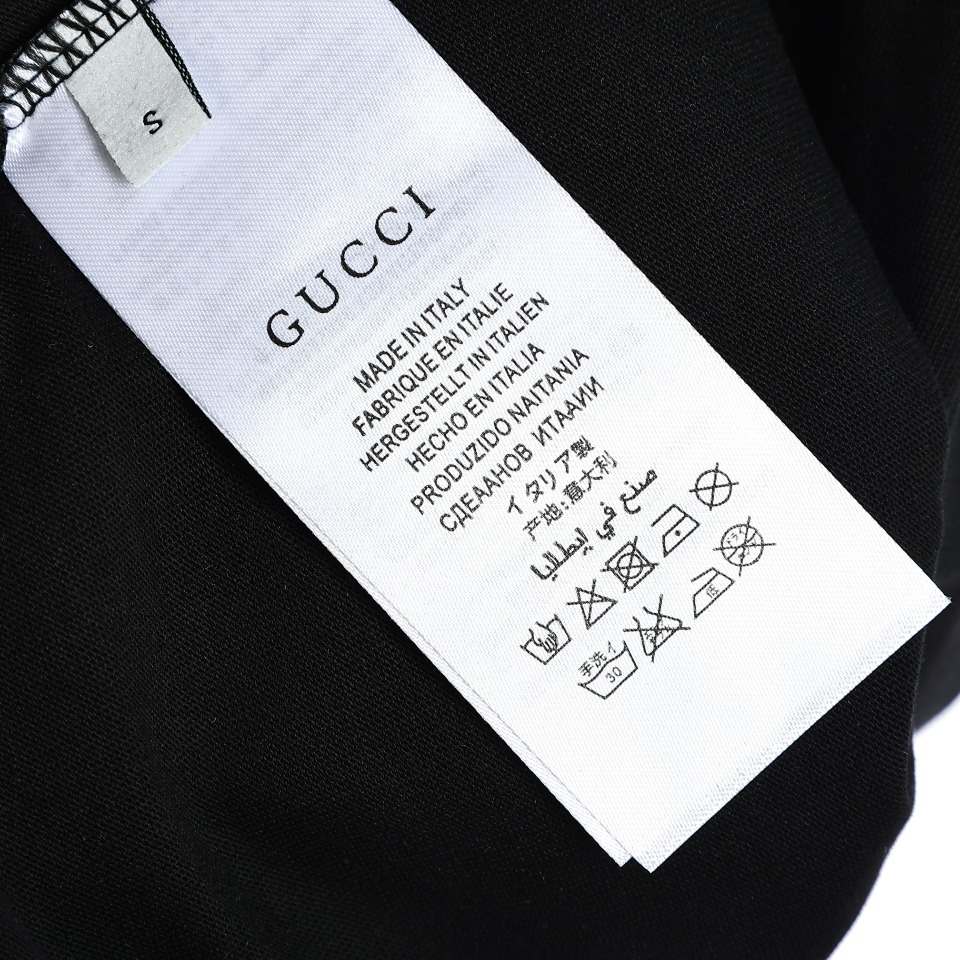 S
GUCCI
MADE IN ITALY
FABRIQUE EN ITALIE
HERGESTELLT IN ITALIEN
HECHO EN ITALIA
PRODUZIDO NAITANIA
СДЕААНОВ ИТААИИ
イタリア製
产地:意大利
صنع في ايطاليا
手洗イ
30